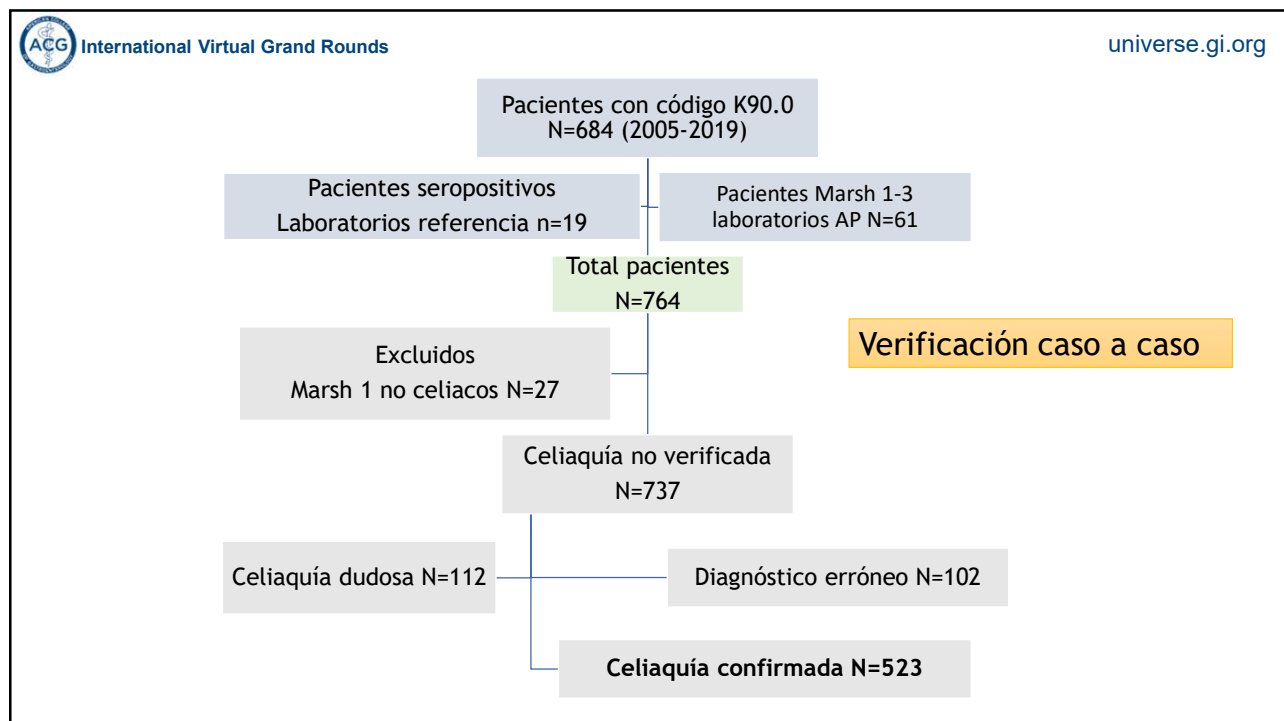 ACG International Virtual Grand Rounds
universe.gi.org
Pacientes con código K90.0
N=684 (2005-2019)
Pacientes seropositivos
Laboratorios referencia n=19
Pacientes Marsh 1-3
laboratorios AP N=61
Total pacientes
N=764
Verificación caso a caso
Excluidos
Marsh 1 no celiacos N=27
Celiaquía no verificada
N=737
Celiaquía dudosa N=112
Diagnóstico erróneo N=102
Celiaquía confirmada N=523